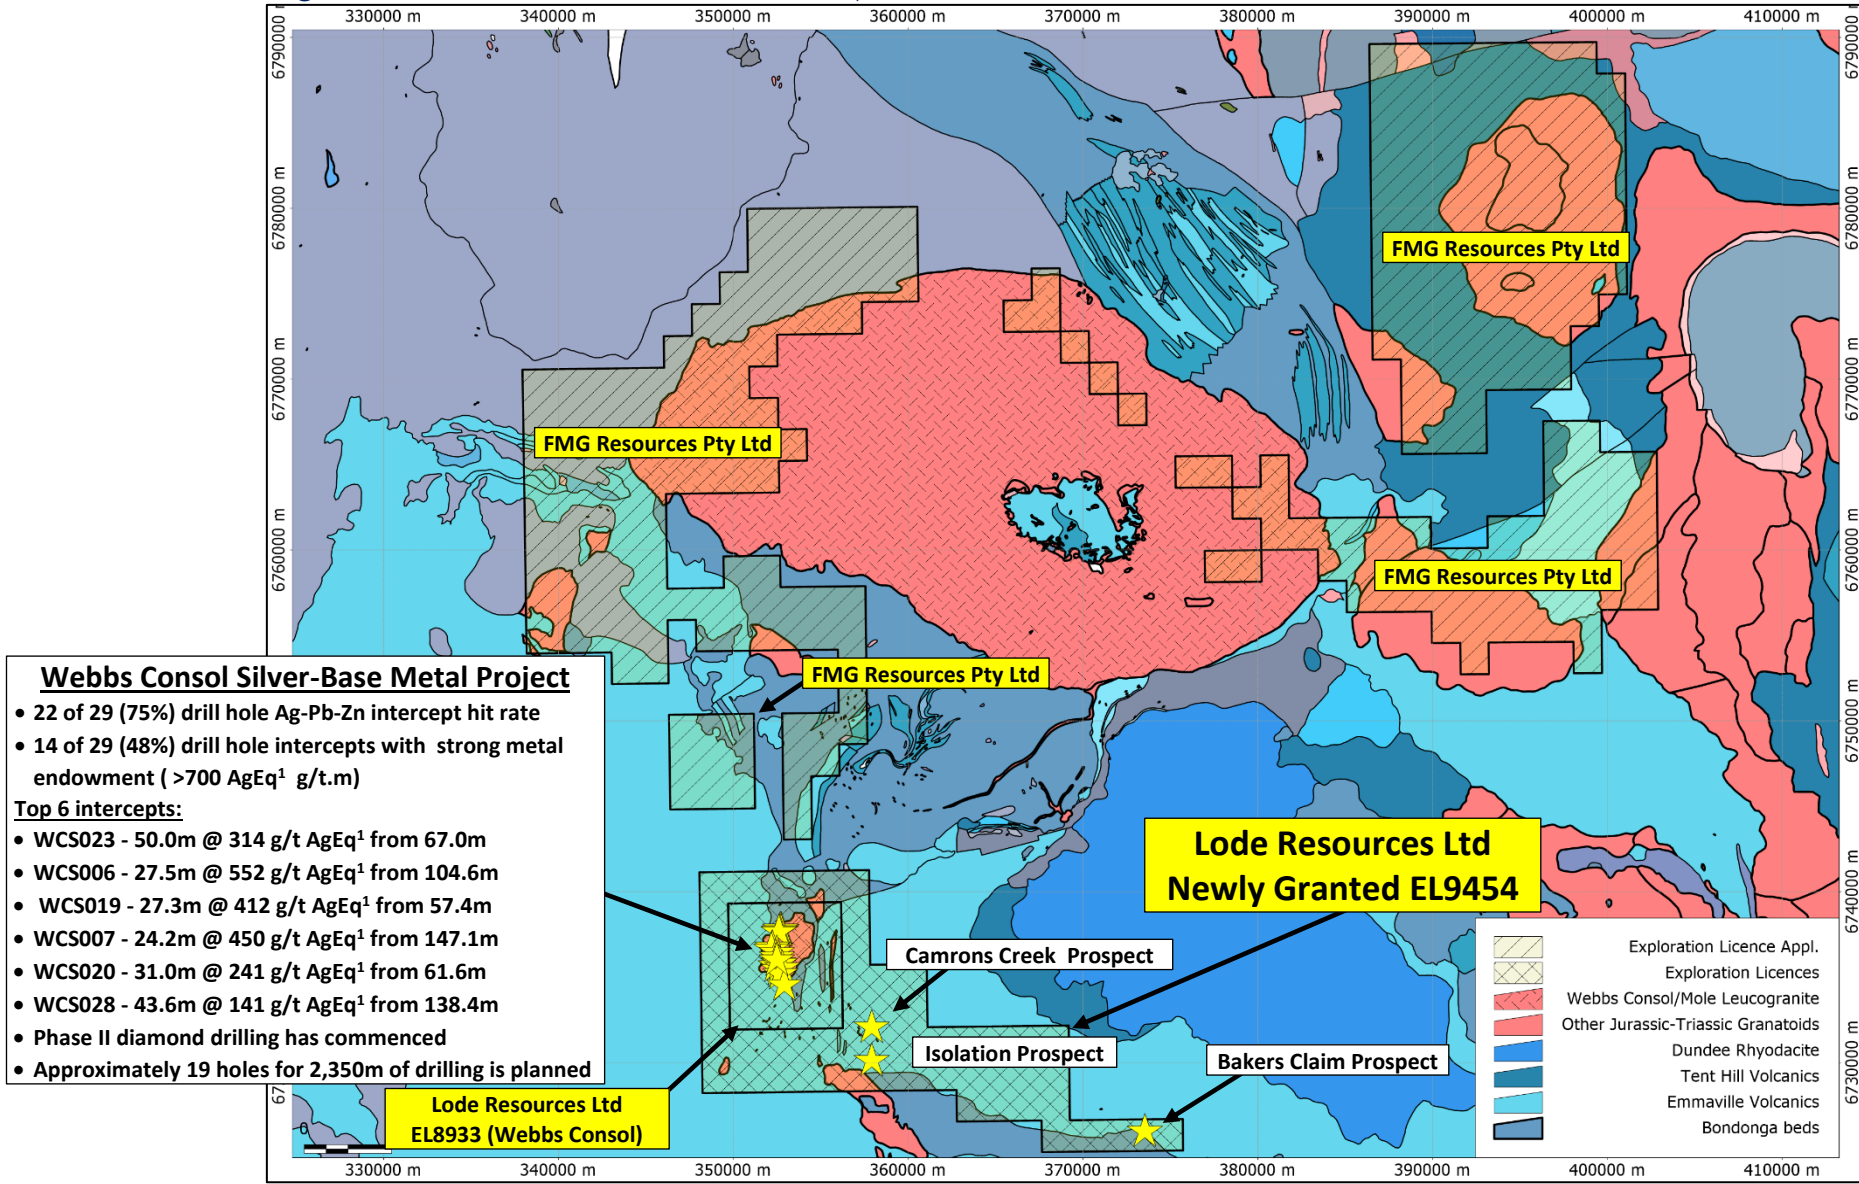 330000 m 340000 m 350000 m 360000 m 370000 m 380000 m 390000 m 400000 m 410000 m
6790000 m
6780000 m
6770000 m
6760000 m
6790000 m
6780000 m
6770000 m
6760000 m
6750000 m
6740000 m
6730000 m
FMG Resources Pty Ltd
FMG Resources Pty Ltd
FMG Resources Pty Ltd
FMG Resources Pty Ltd
Webbs Consol Silver-Base Metal Project
• 22 of 29 (75%) drill hole Ag-Pb-Zn intercept hit rate
• 14 of 29 (48%) drill hole intercepts with strong metal
endowment ( >700 AgEq¹ g/t.m)
Top 6 intercepts:
• WCS023 - 50.0m @ 314 g/t AgEq¹ from 67.0m
• WCS006 - 27.5m @ 552 g/t AgEq¹ from 104.6m
• WCS019 - 27.3m @ 412 g/t AgEq¹ from 57.4m
• WCS007 - 24.2m @ 450 g/t AgEq¹ from 147.1m
• WCS020 - 31.0m @ 241 g/t AgEq¹ from 61.6m
• WCS028 - 43.6m @ 141 g/t AgEq¹ from 138.4m
• Phase II diamond drilling has commenced
• Approximately 19 holes for 2,350m of drilling is planned
Lode Resources Ltd
Newly Granted EL9454
Camrons Creek Prospect
Isolation Prospect
Bakers Claim Prospect
Lode Resources Ltd
EL8933 (Webbs Consol)
Exploration Licence Appl.
Exploration Licences
Webbs Consol/Mole Leucogranite
Other Jurassic-Triassic Granatoids
Dundee Rhyodacite
Tent Hill Volcanics
Emmaville Volcanics
Bondonga beds
0
330000 m 340000 m 350000 m 360000 m 370000 m 380000 m 390000 m 400000 m 410000 m